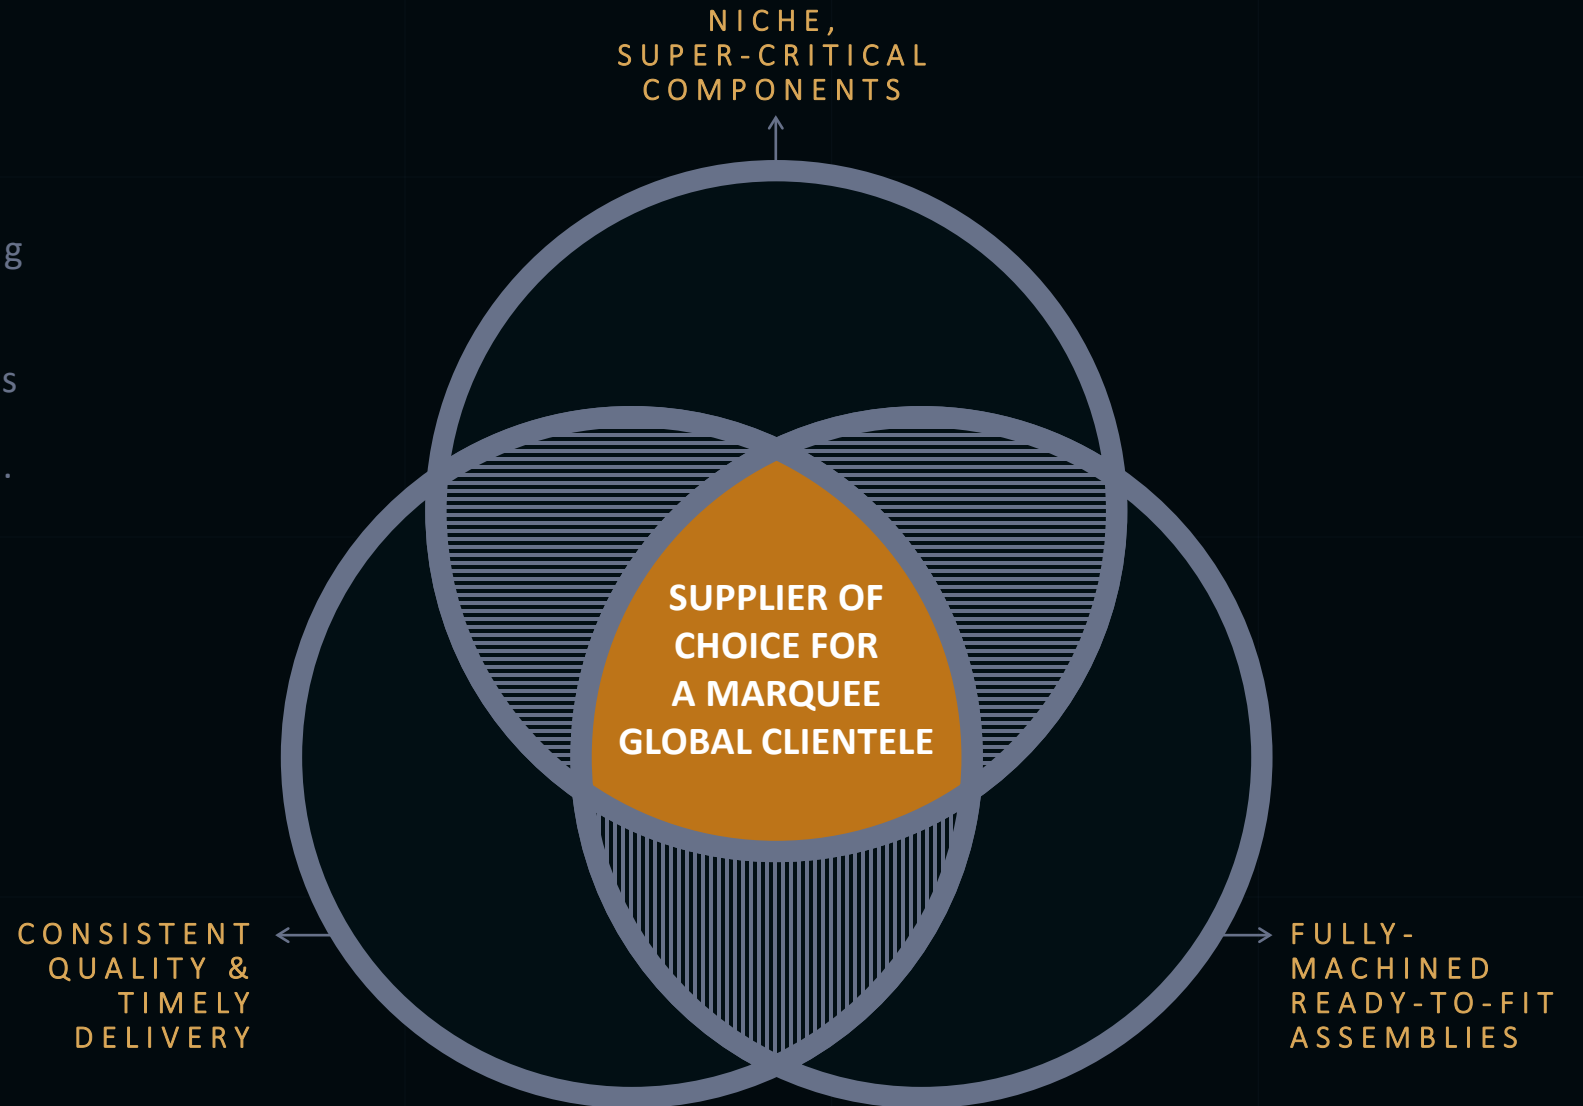 NICHE,
SUPER-CRITICAL
COMPONENTS
g
s
.
SUPPLIER OF
CHOICE FOR
A MARQUEE
GLOBAL CLIENTELE
CONSISTENT
QUALITY &
TIMELY
DELIVERY
FULLY-
MACHINED
READY-TO-FIT
ASSEMBLIES